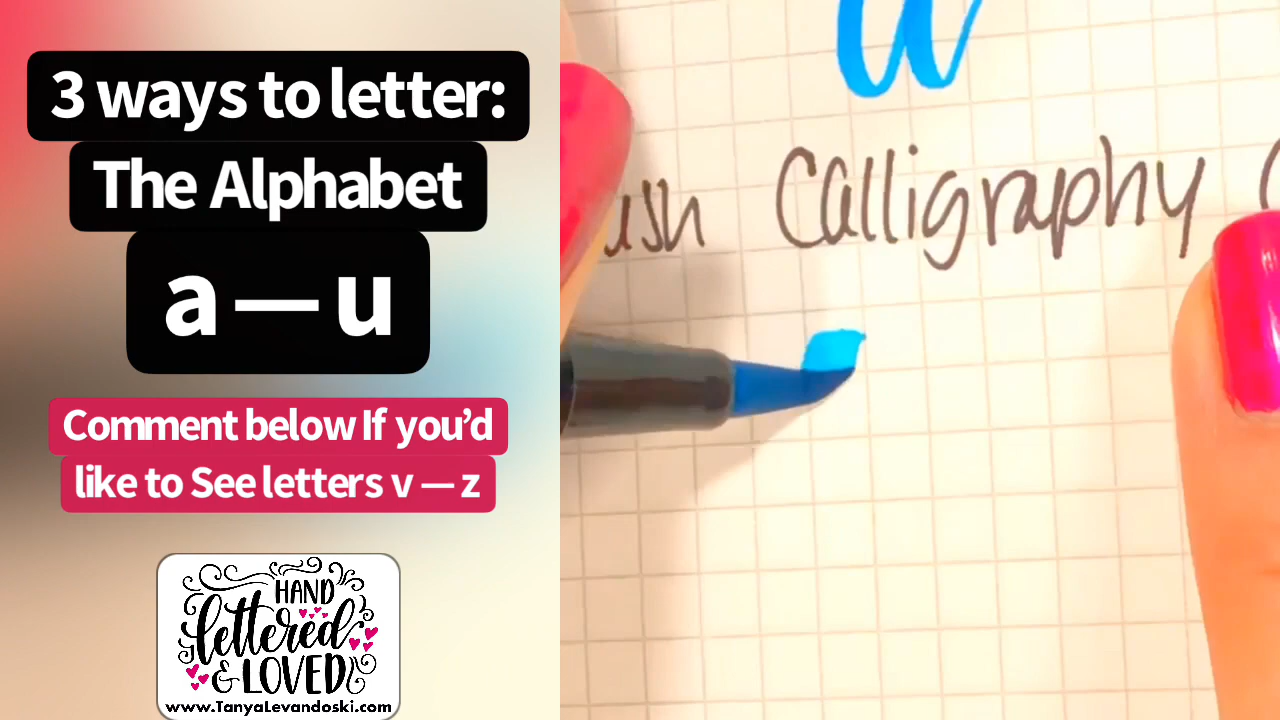 3 ways to letter:
The Alphabet
a — u
Comment below If you'd
like to See letters v — z
HAND
lettered
& LOVED
www.TanyaLevandoski.com
a
Calligraphy